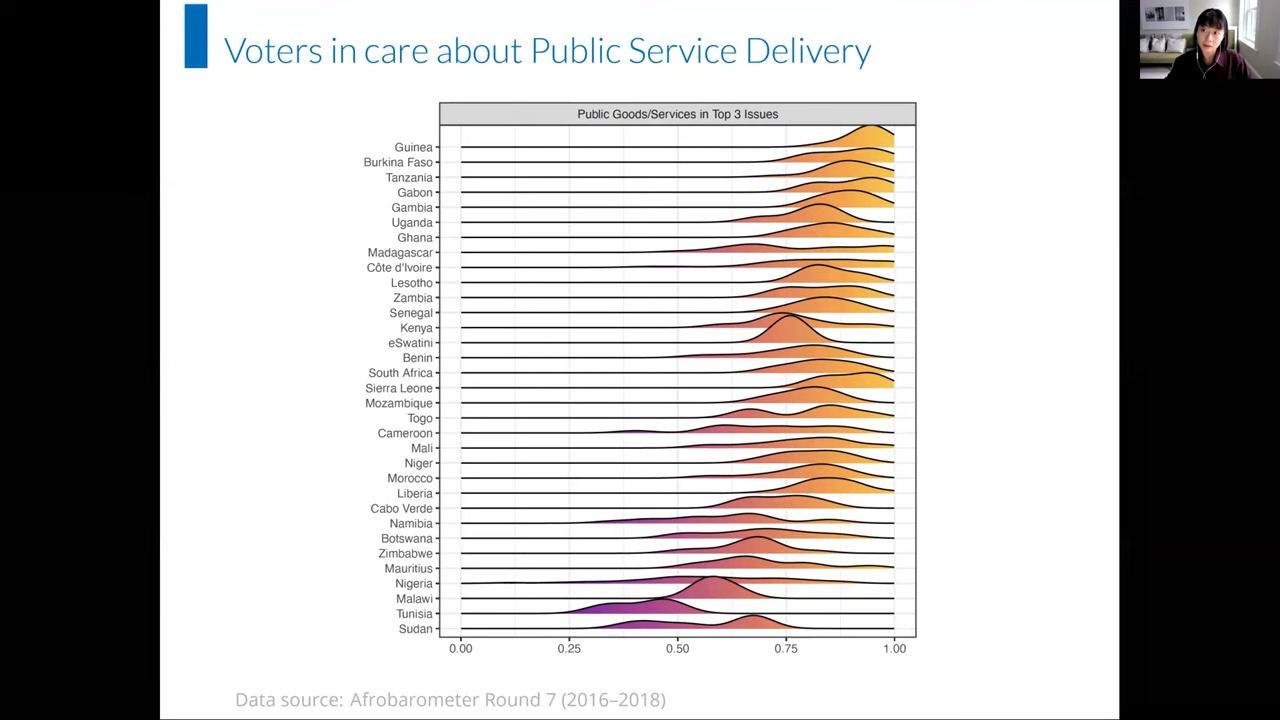 Voters in care about Public Service Delivery
Public Goods/Services in Top 3 Issues
Guinea
Burkina Faso
Tanzania
Gabon
Gambia
Uganda
Ghana
Madagascar
Côte d'Ivoire
Lesotho
Zambia
Senegal
Kenya
eSwatini
Benin
South Africa
Sierra Leone
Mozambique
Togo
Cameroon
Mali
Niger
Morocco
Liberia
Cabo Verde
Namibia
Botswana
Zimbabwe
Mauritius
Nigeria
Malawi
Tunisia
Sudan
0.00 0.25 0.50 0.75 1.00
Data source: Afrobarometer Round 7 (2016–2018)